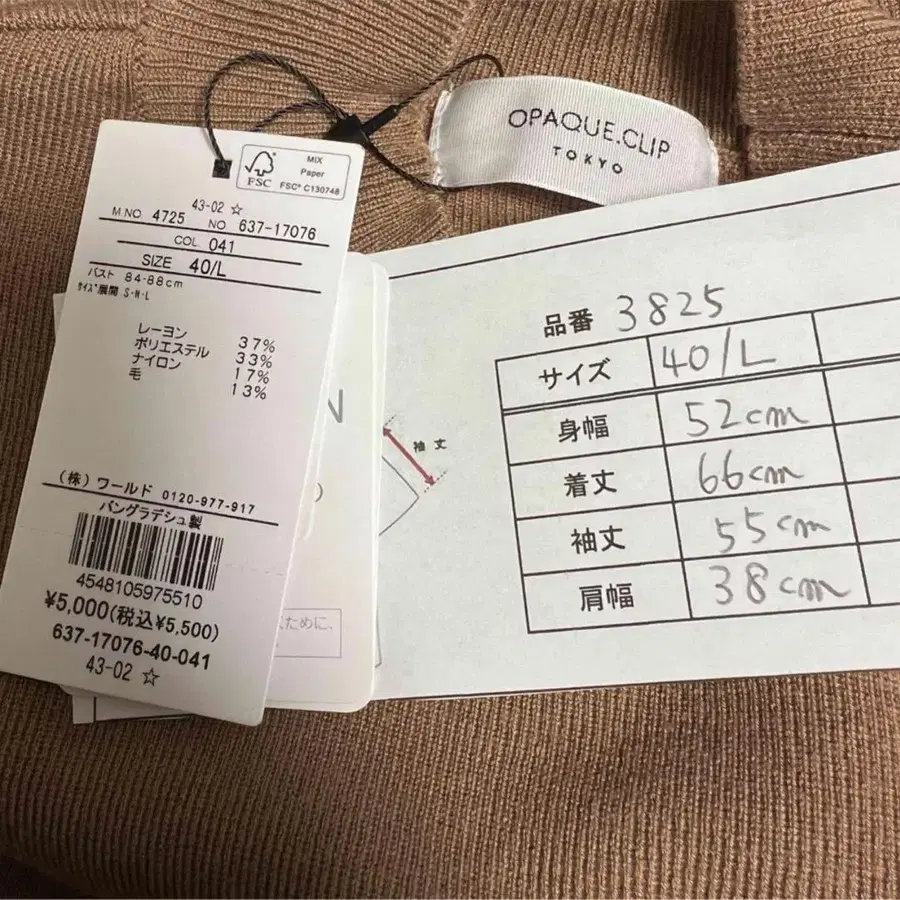 OPAQUE.CLIP
TOKYO
FSC
MIX
Paper
FSC® C130748
43-02 ☆
M.NO 4725 NO 637-17076
COL. 041
SIZE 40/L
バスト 84-88cm
サイズ展開 S・M・L
レーヨン 37%
ポリエステル 33%
ナイロン 17%
毛 13%
(株) ワールド 0120-977-917
バングラデシュ製
4548105975510
¥5,000(税込¥5,500)
637-17076-40-041
43-02 ☆
N
ために、
袖丈
品番 3825
サイズ 40/L
身幅 52cm
着丈 66cm
袖丈 55cm
肩幅 38cm